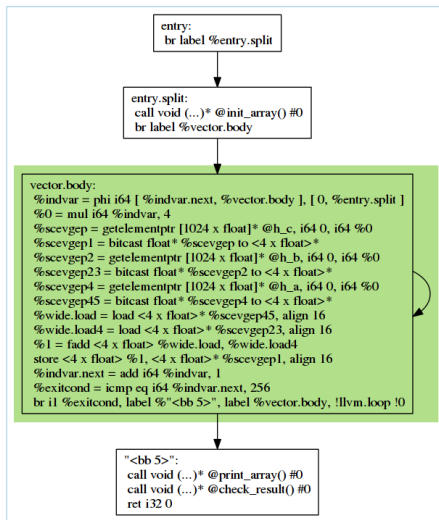 entry:
br label %entry.split
entry.split:
call void (...)* @init_array() #0
br label %vector.body
vector.body:
%indvar = phi i64 [ %indvar.next, %vector.body ], [ 0, %entry.split ]
%0 = mul i64 %indvar, 4
%scevgep = getelementptr [1024 x float]* @h_c, i64 0, i64 %0
%scevgep1 = bitcast float* %scevgep to <4 x float>*
%scevgep2 = getelementptr [1024 x float]* @h_b, i64 0, i64 %0
%scevgep23 = bitcast float* %scevgep2 to <4 x float>*
%scevgep4 = getelementptr [1024 x float]* @h_a, i64 0, i64 %0
%scevgep45 = bitcast float* %scevgep4 to <4 x float>*
%wide.load = load <4 x float>* %scevgep45, align 16
%wide.load4 = load <4 x float>* %scevgep23, align 16
%1 = fadd <4 x float> %wide.load, %wide.load4
store <4 x float> %1, <4 x float>* %scevgep1, align 16
%indvar.next = add i64 %indvar, 1
%exitcond = icmp eq i64 %indvar.next, 256
br i1 %exitcond, label %"<bb 5>", label %vector.body, !llvm.loop !0
"<bb 5>":
call void (...)* @print_array() #0
call void (...)* @check_result() #0
ret i32 0